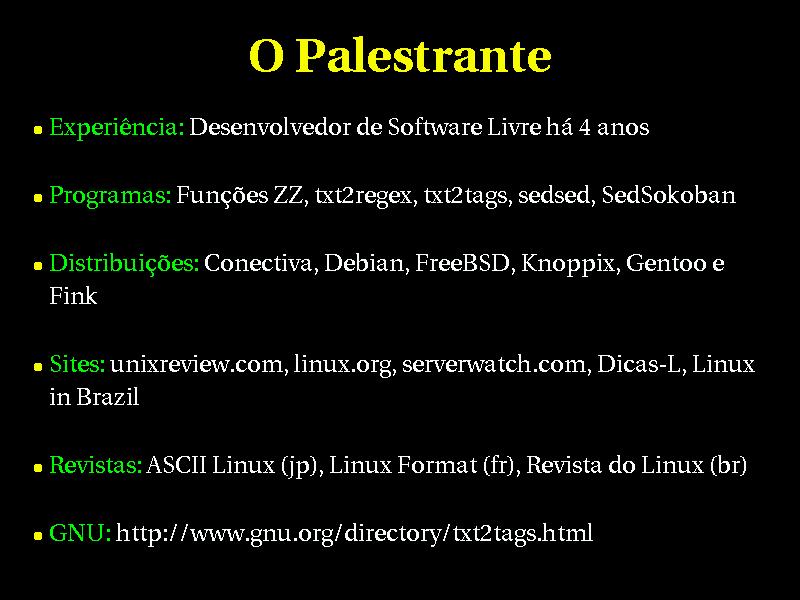 O Palestrante
Experiência: Desenvolvedor de Software Livre há 4 anos
Programas: Funções ZZ, txt2regex, txt2tags, sedsed, SedSokoban
Distribuições: Conectiva, Debian, FreeBSD, Knoppix, Gentoo e
Fink
Sites: unixreview.com, linux.org, serverwatch.com, Dicas-L, Linux
in Brazil
Revistas: ASCII Linux (jp), Linux Format (fr), Revista do Linux (br)
GNU: http://www.gnu.org/directory/txt2tags.html